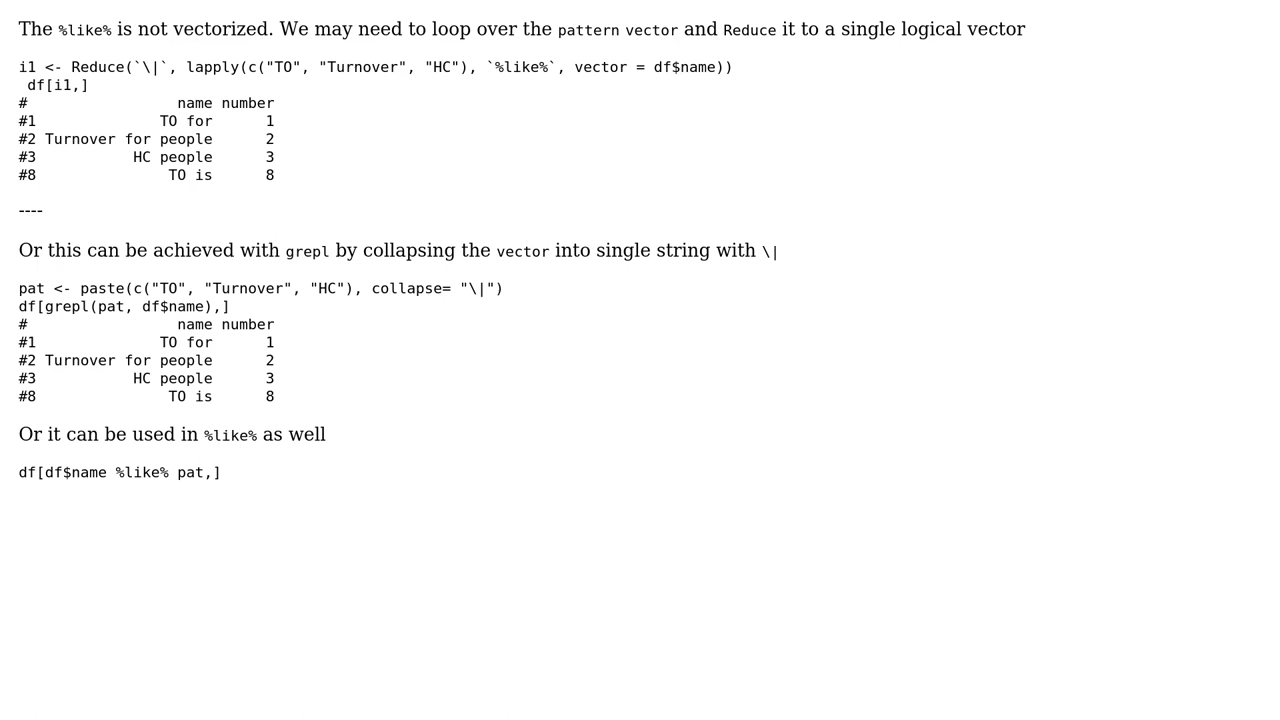 The %like% is not vectorized. We may need to loop over the pattern vector and Reduce it to a single logical vector
i1 <- Reduce(`\|`, lapply(c("TO", "Turnover", "HC"), `%like%`, vector = df$name))
 df[i1,]
#                 name number
#1              TO for      1
#2 Turnover for people      2
#3           HC people      3
#8               TO is      8
----
Or this can be achieved with grepl by collapsing the vector into single string with \|
pat <- paste(c("TO", "Turnover", "HC"), collapse= "\|")
df[grepl(pat, df$name),]
#                 name number
#1              TO for      1
#2 Turnover for people      2
#3           HC people      3
#8               TO is      8
Or it can be used in %like% as well
df[df$name %like% pat,]